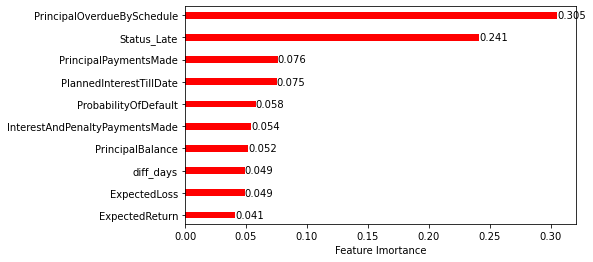 PrincipalOverdueBySchedule 0.305
Status_Late 0.241
PrincipalPaymentsMade 0.076
PlannedInterestTillDate 0.075
ProbabilityOfDefault 0.058
InterestAndPenaltyPaymentsMade 0.054
PrincipalBalance 0.052
diff_days 0.049
ExpectedLoss 0.049
ExpectedReturn 0.041
0.00 0.05 0.10 0.15 0.20 0.25 0.30
Feature Imortance